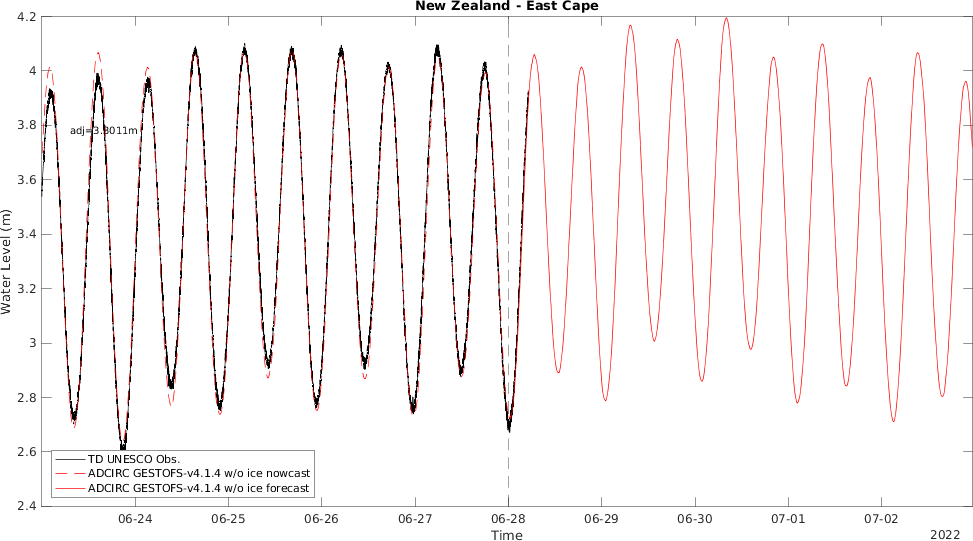 New Zealand - East Cape
4.2
4
3.8
3.6
3.4
3.2
3
2.8
2.6
2.4
Water Level (m)
adj=3.3011m
TD UNESCO Obs.
ADCIRC GESTOFS-v4.1.4 w/o ice nowcast
ADCIRC GESTOFS-v4.1.4 w/o ice forecast
06-24 06-25 06-26 06-27 06-28 06-29 06-30 07-01 07-02
Time
2022